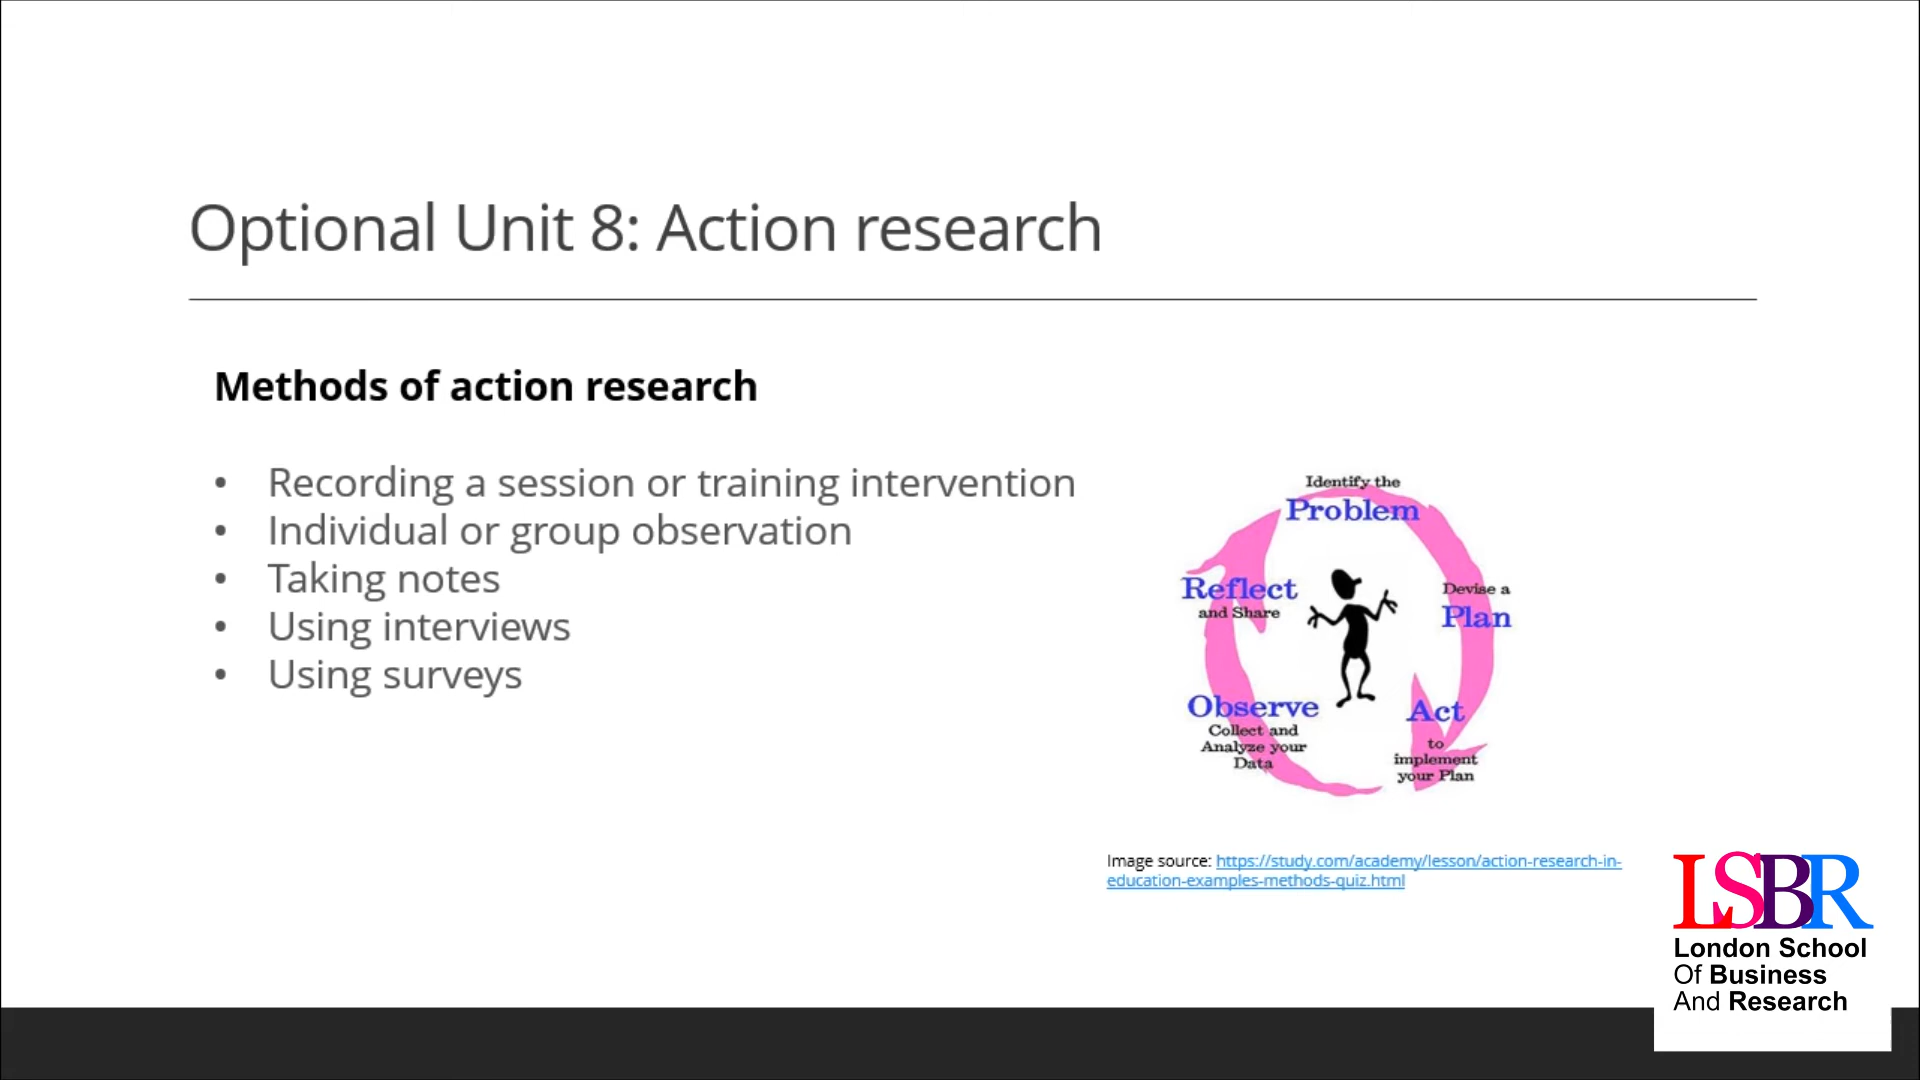 Optional Unit 8: Action research
Methods of action research
• Recording a session or training intervention
• Individual or group observation
• Taking notes
• Using interviews
• Using surveys
Identify the
Problem
Devise a
Plan
Act
to
implement
your Plan
Observe
Collect and
Analyze your
Data
Reflect
and Share
Image source: https://study.com/academy/lesson/action-research-in-
education-examples-methods-quiz.html
LSBR
London School
Of Business
And Research